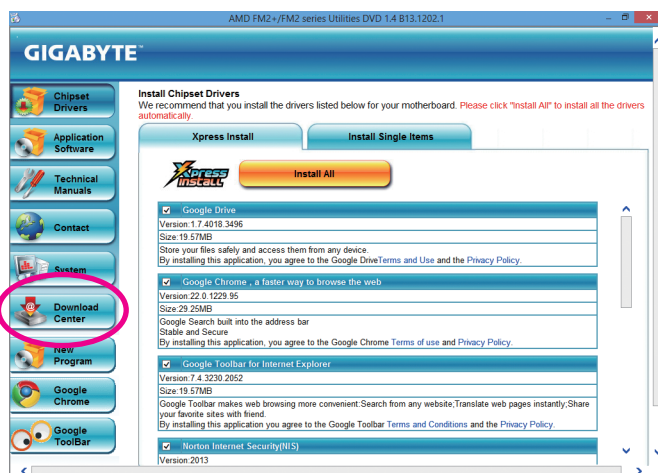 AMD FM2+/FM2 series Utilities DVD 1.4 B13.1202.1
GIGABYTE™
Chipset
Drivers
Application
Software
Technical
Manuals
Contact
System
Download
Center
New
Program
Google
Chrome
Google
ToolBar
Install Chipset Drivers
We recommend that you install the drivers listed below for your motherboard. Please click "Install All" to install all the drivers
automatically.
Xpress Install
Install Single Items
Xpress
Install
Install All
Google Drive
Version:1.7.4018.3496
Size:19.57MB
Store your files safely and access them from any device.
By installing this application, you agree to the Google DriveTerms and Use and the Privacy Policy.
Google Chrome , a faster way to browse the web
Version:22.0.1229.95
Size:29.25MB
Google Search built into the address bar
Stable and Secure
By installing this application, you agree to the Google Chrome Terms of use and Privacy Policy.
Google Toolbar for Internet Explorer
Version:7.4.3230.2052
Size:19.57MB
Google Toolbar makes web browsing more convenient:Search from any website;Translate web pages instantly;Share
your favorite sites with friend.
By installing this application you agree to the Google Toolbar Terms and Conditions and the Privacy Policy.
Norton Internet Security(NIS)
Version:2013